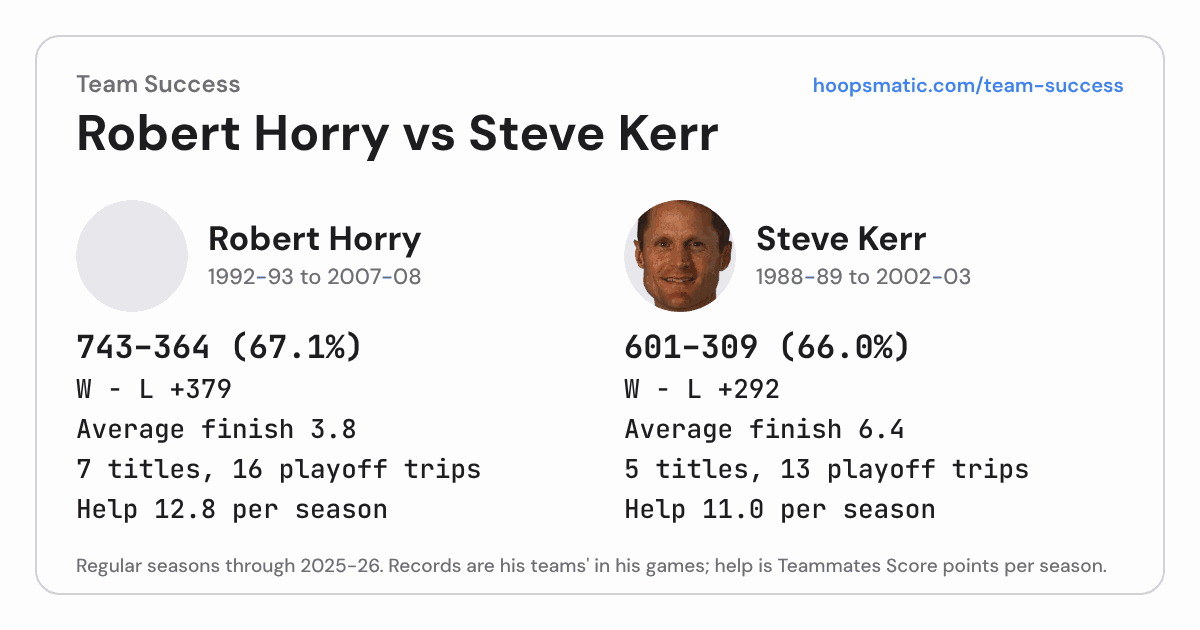 Team Success
hoopsmatic.com/team-success
Robert Horry vs Steve Kerr
Robert Horry
1992–93 to 2007–08
743–364 (67.1%)
W - L +379
Average finish 3.8
7 titles, 16 playoff trips
Help 12.8 per season
Steve Kerr
1988–89 to 2002–03
601–309 (66.0%)
W - L +292
Average finish 6.4
5 titles, 13 playoff trips
Help 11.0 per season
Regular seasons through 2025-26. Records are his teams' in his games; help is Teammates Score points per season.